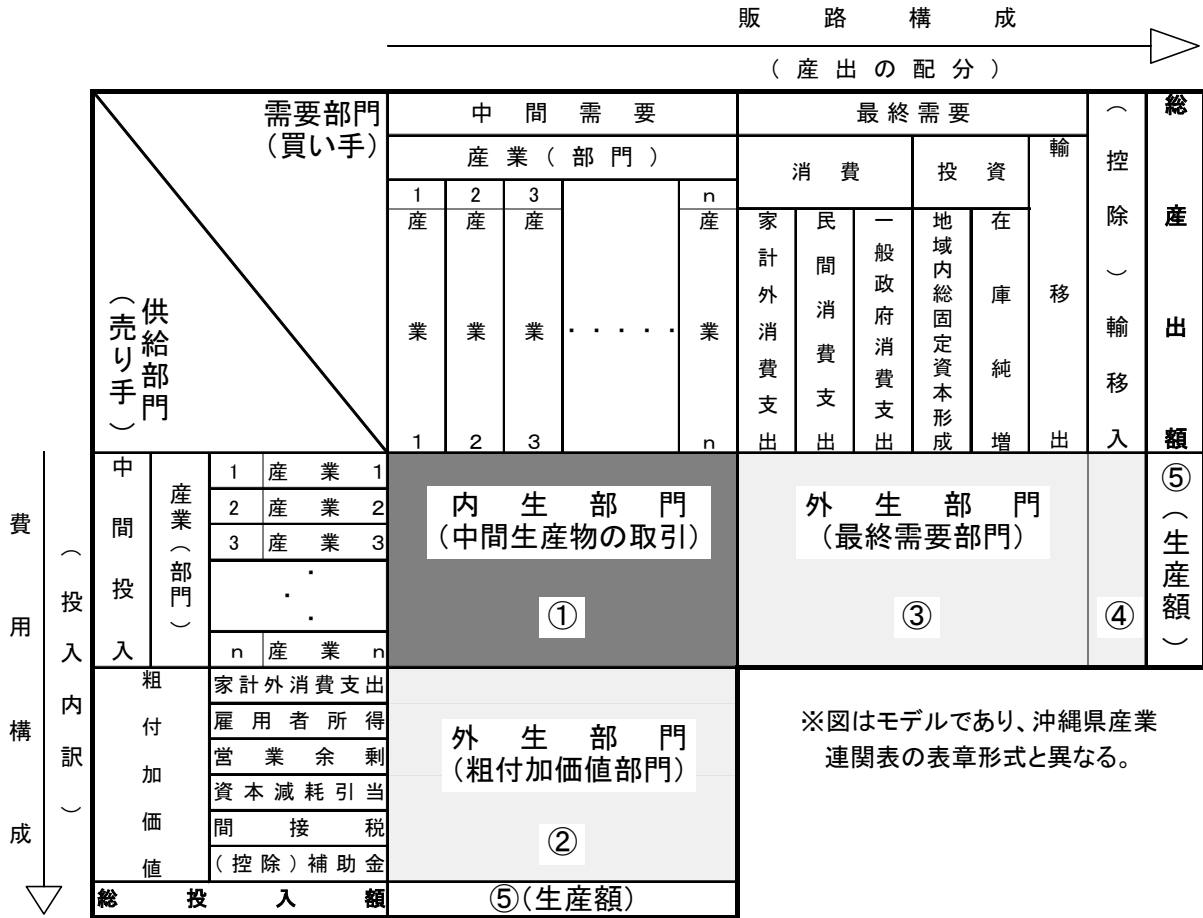 販路構成
(産出の配分)
需要部門
(買い手)
供給部門
(売り手)
中間需要
産業(部門)
1 2 3 n
産業1
産業2
産業3
・・・・・
産業n
最終需要
消費
投資
家計外消費支出
民間消費支出
一般政府消費支出
地域内総固定資本形成
在庫純増
輸移出
(控除)輸移入
総産出額
費用構成
(投入内訳)
中間投入
産業(部門)
1 産業1
2 産業2
3 産業3
・
・
・
n 産業n
内生部門
(中間生産物の取引)
①
外生部門
(最終需要部門)
③
④
⑤(生産額)
粗付加価値
家計外消費支出
雇用者所得
営業余剰
資本減耗引当
間接税
(控除)補助金
外生部門
(粗付加価値部門)
②
※図はモデルであり、沖縄県産業
連関表の表章形式と異なる。
総投入額
⑤(生産額)